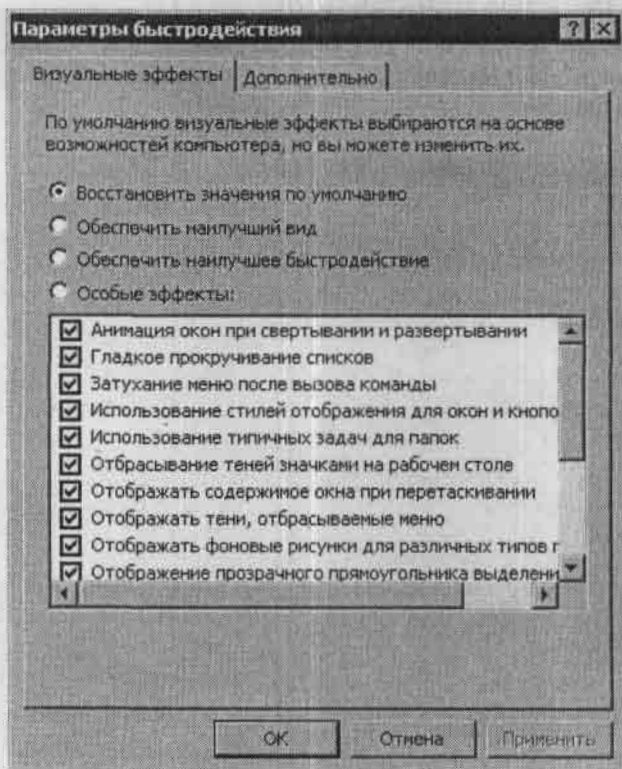 Параметры быстродействия
Визуальные эффекты
Дополнительно
По умолчанию визуальные эффекты выбираются на основе
возможностей компьютера, но вы можете изменить их.
Восстановить значения по умолчанию
Обеспечить наилучший вид
Обеспечить наилучшее быстродействие
Особые эффекты:
Анимация окон при свертывании и развертывании
Гладкое прокручивание списков
Затухание меню после вызова команды
Использование стилей отображения для окон и кнопо
Использование типичных задач для папок
Отбрасывание теней значками на рабочем столе
Отображать содержимое окна при перетаскивании
Отображать тени, отбрасываемые меню
Отображать фоновые рисунки для различных типов г
Отображение прозрачного прямоугольника выделени
ОК
Отмена
Применить